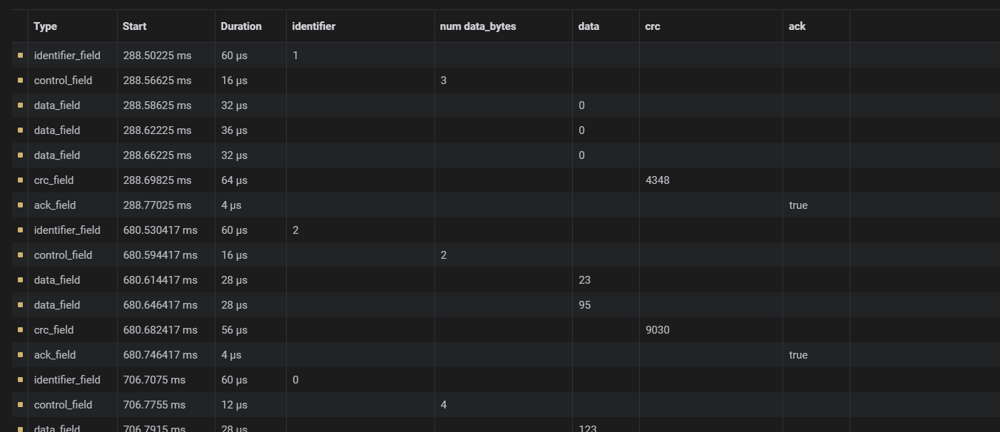 Type Start Duration identifier num data_bytes data crc ack
identifier_field 288.50225 ms 60 μs 1
control_field 288.56625 ms 16 μs 3
data_field 288.58625 ms 32 μs 0
data_field 288.62225 ms 36 μs 0
data_field 288.66225 ms 32 μs 0
crc_field 288.69825 ms 64 μs 4348
ack_field 288.77025 ms 4 μs true
identifier_field 680.530417 ms 60 μs 2
control_field 680.594417 ms 16 μs 2
data_field 680.614417 ms 28 μs 23
data_field 680.646417 ms 28 μs 95
crc_field 680.682417 ms 56 μs 9030
ack_field 680.746417 ms 4 μs true
identifier_field 706.7075 ms 60 μs 0
control_field 706.7755 ms 12 μs 4
data_field 706.7915 ms 28 μs 123